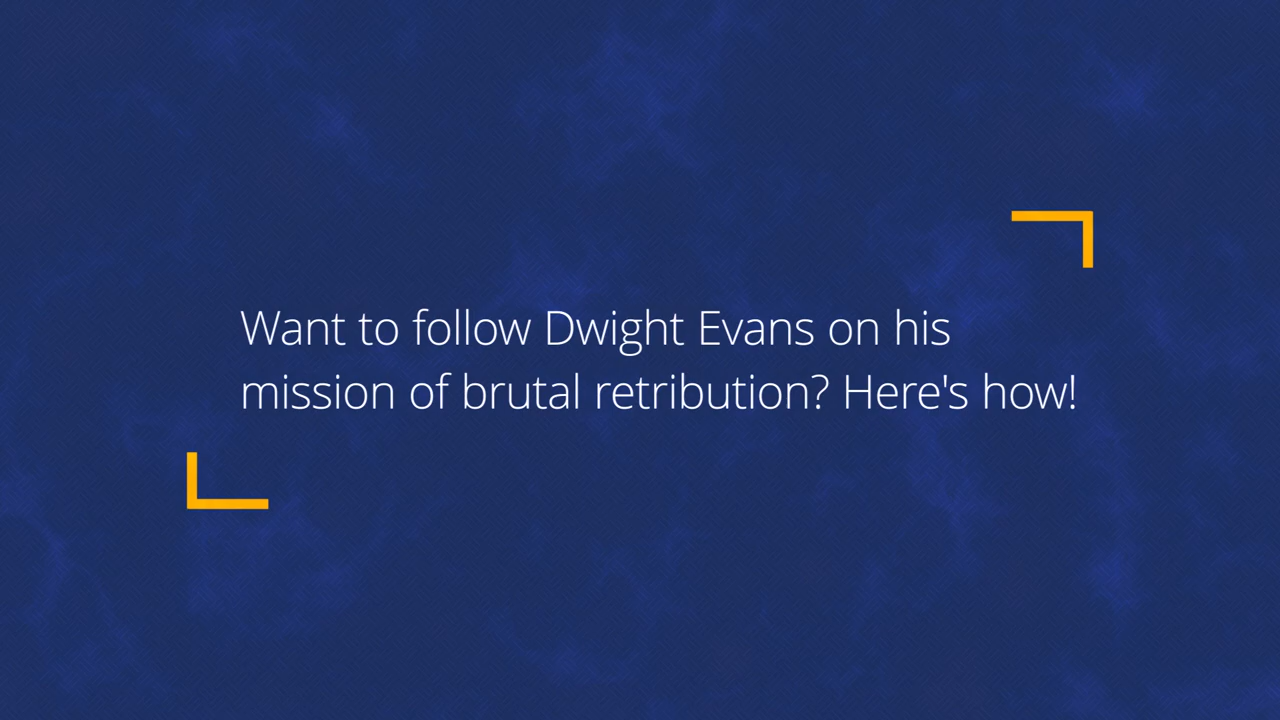 Want to follow Dwight Evans on his
mission of brutal retribution? Here's how!